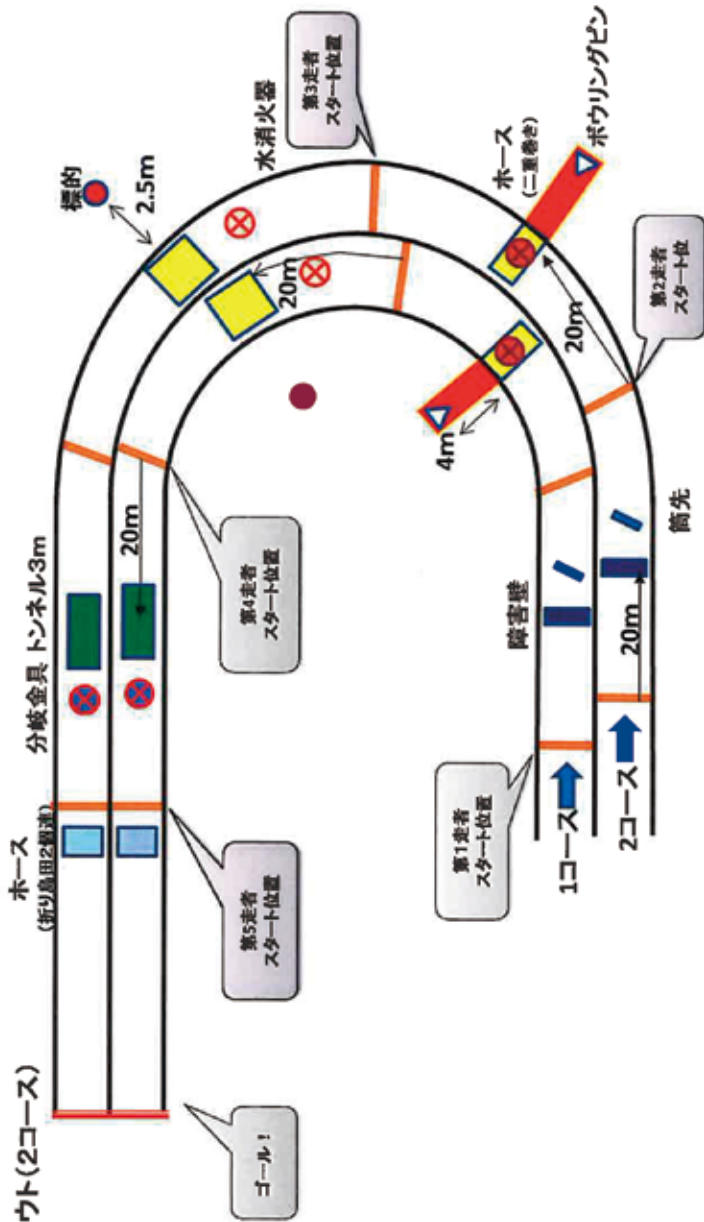 ウト(2コース)
ホース
(折り島田2個連)
分岐金具 トンネル3m
標的
2.5m
水消火器
第3走者
スタート位置
ホース
(二重巻き)
ボウリングピン
20m
20m
20m
4m
第2走者
スタート位
筒先
障害壁
20m
第1走者
スタート位置
1コース
2コース
第4走者
スタート位置
第5走者
スタート位置
ゴール!